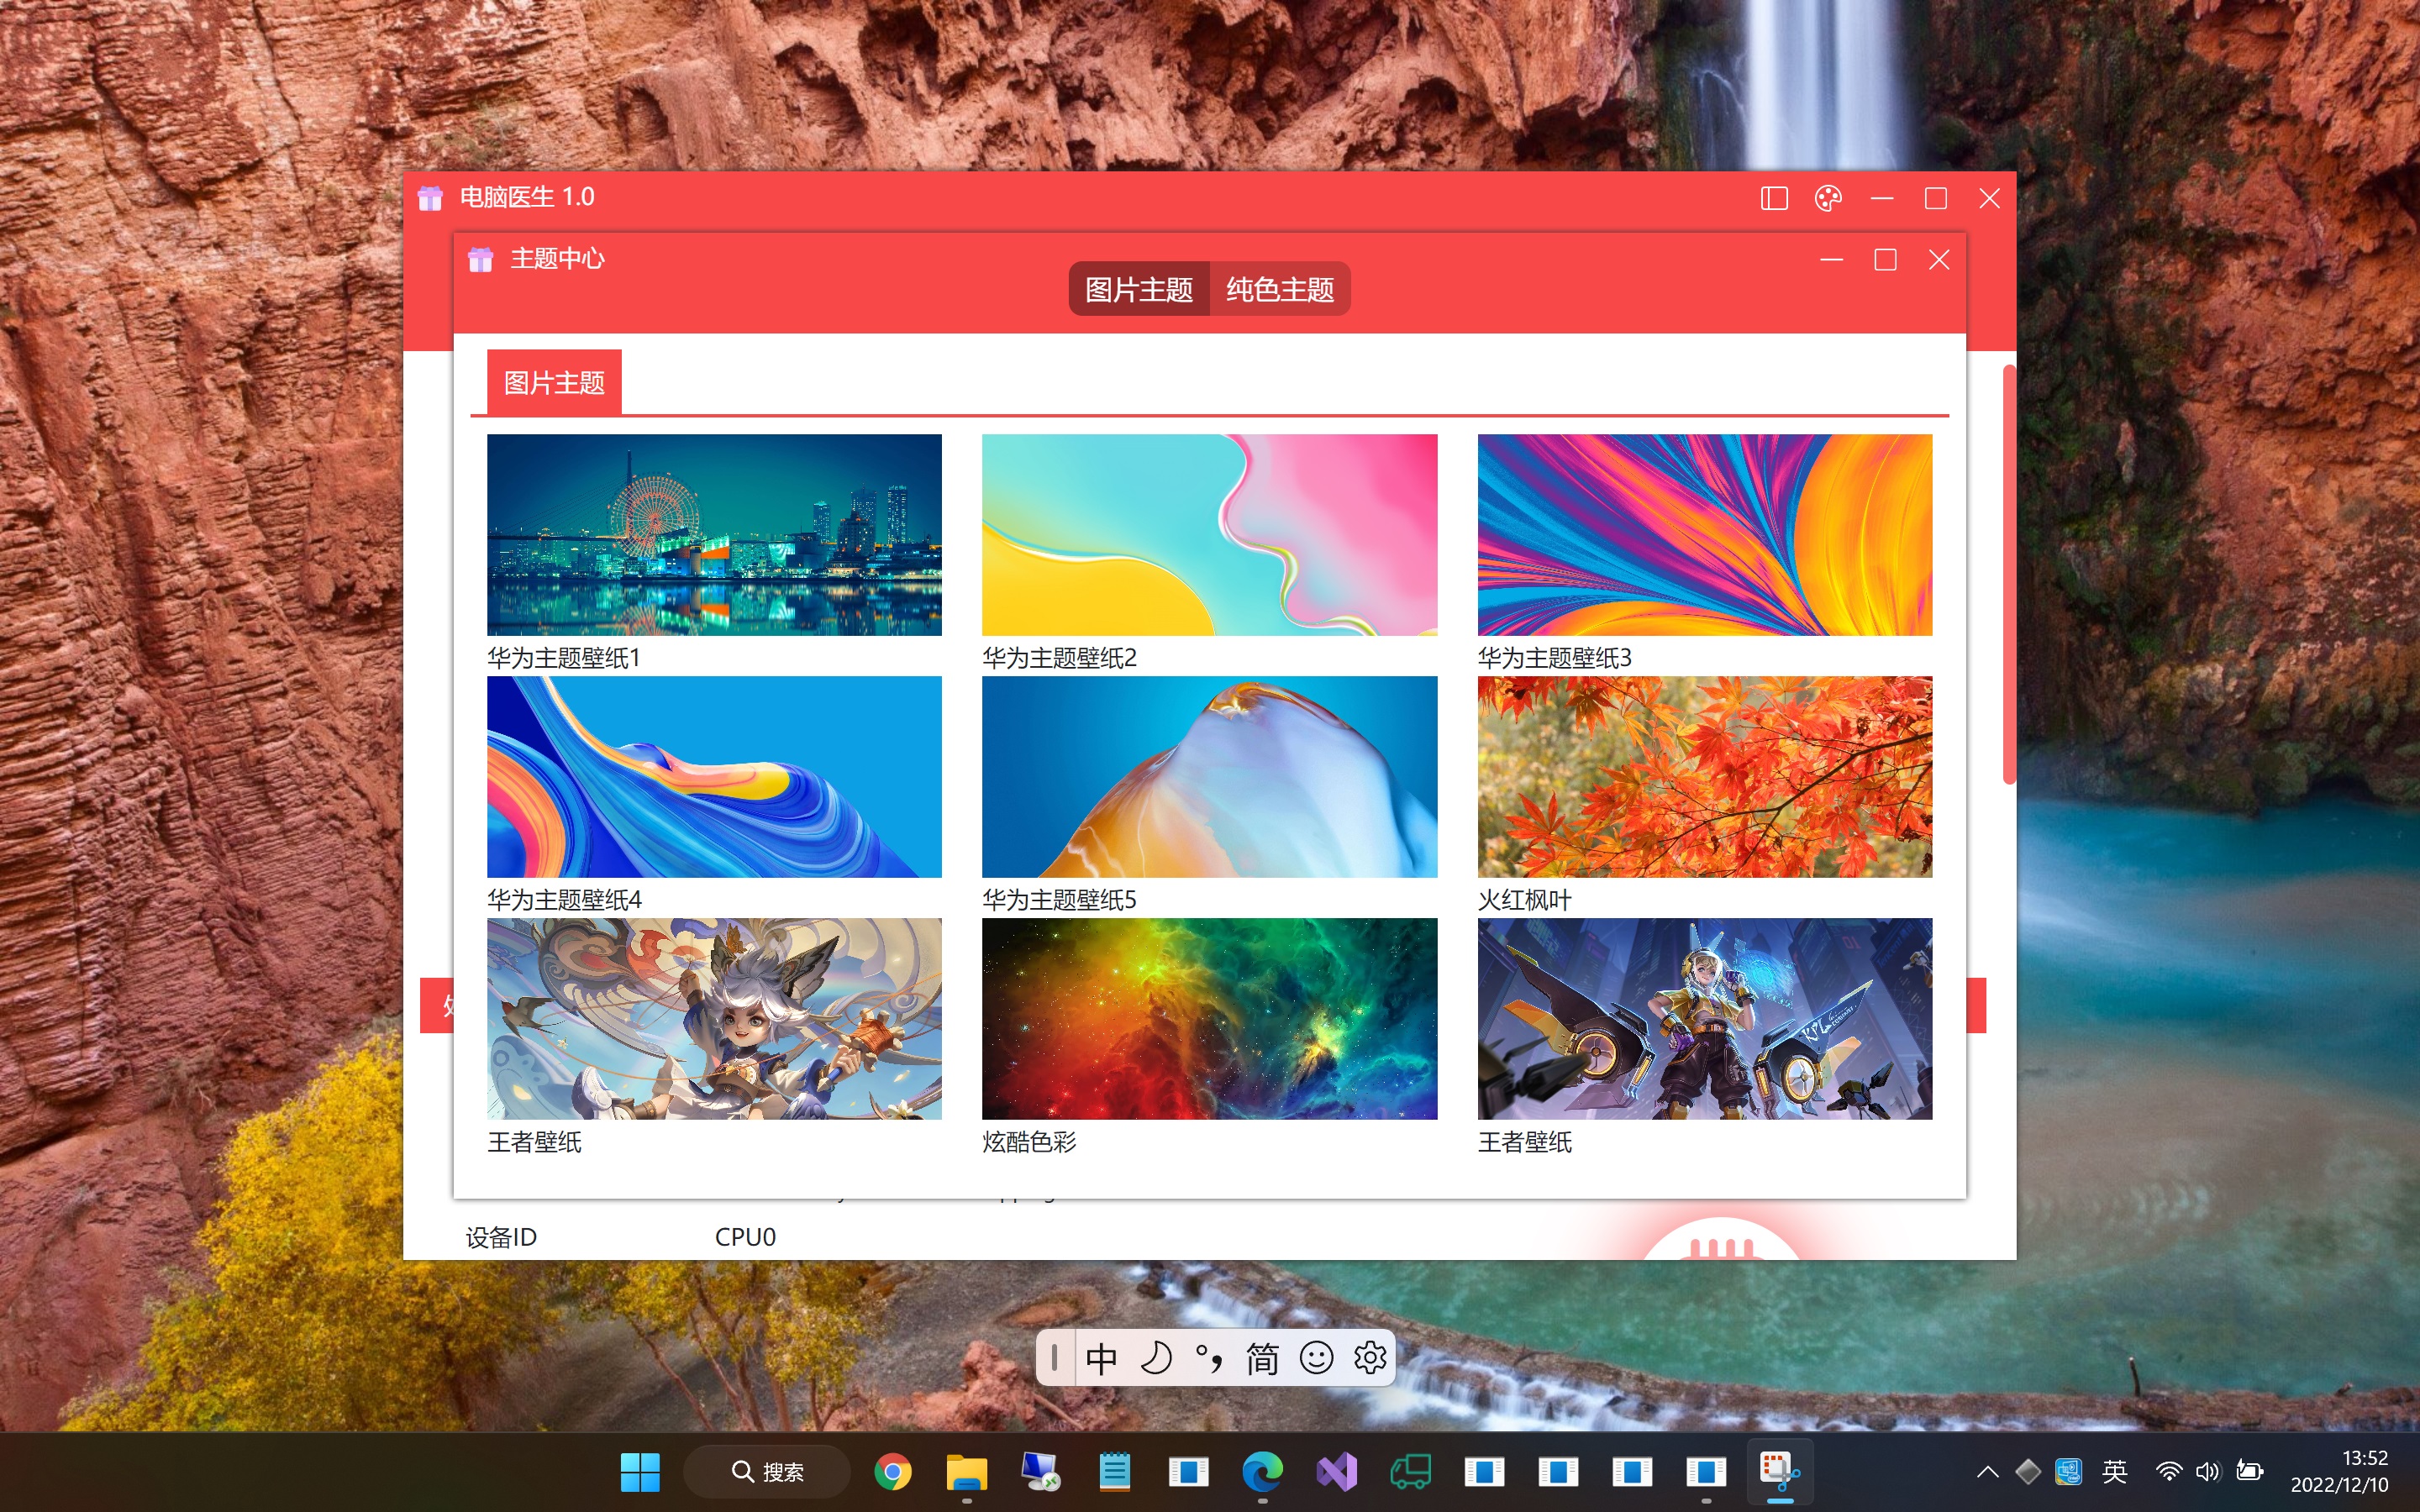 电脑医生 1.0
主题中心
图片主题 纯色主题
图片主题
华为主题壁纸1
华为主题壁纸2
华为主题壁纸3
华为主题壁纸4
华为主题壁纸5
火红枫叶
王者壁纸
炫酷色彩
王者壁纸
设备ID CPU0
中 简
搜索
英
13:52
2022/12/10